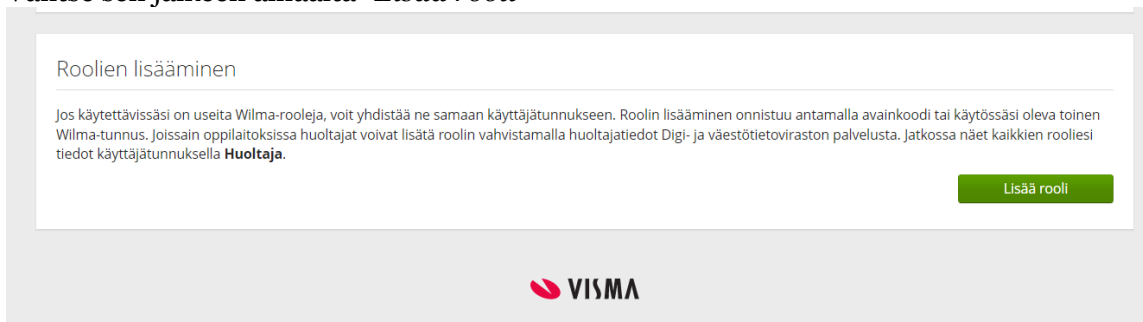 Roolien lisääminen
Jos käytettävissäsi on useita Wilma-rooleja, voit yhdistää ne samaan käyttäjätunnukseen. Roolin lisääminen onnistuu antamalla avainkoodi tai käytössäsi oleva toinen
Wilma-tunnus. Joissain oppilaitoksissa huoltajat voivat lisätä roolin vahvistamalla huoltajatiedot Digi- ja väestötietoviraston palvelusta. Jatkossa näet kaikkien rooliesi
tiedot käyttäjätunnuksella Huoltaja.
Lisää rooli
VISMA